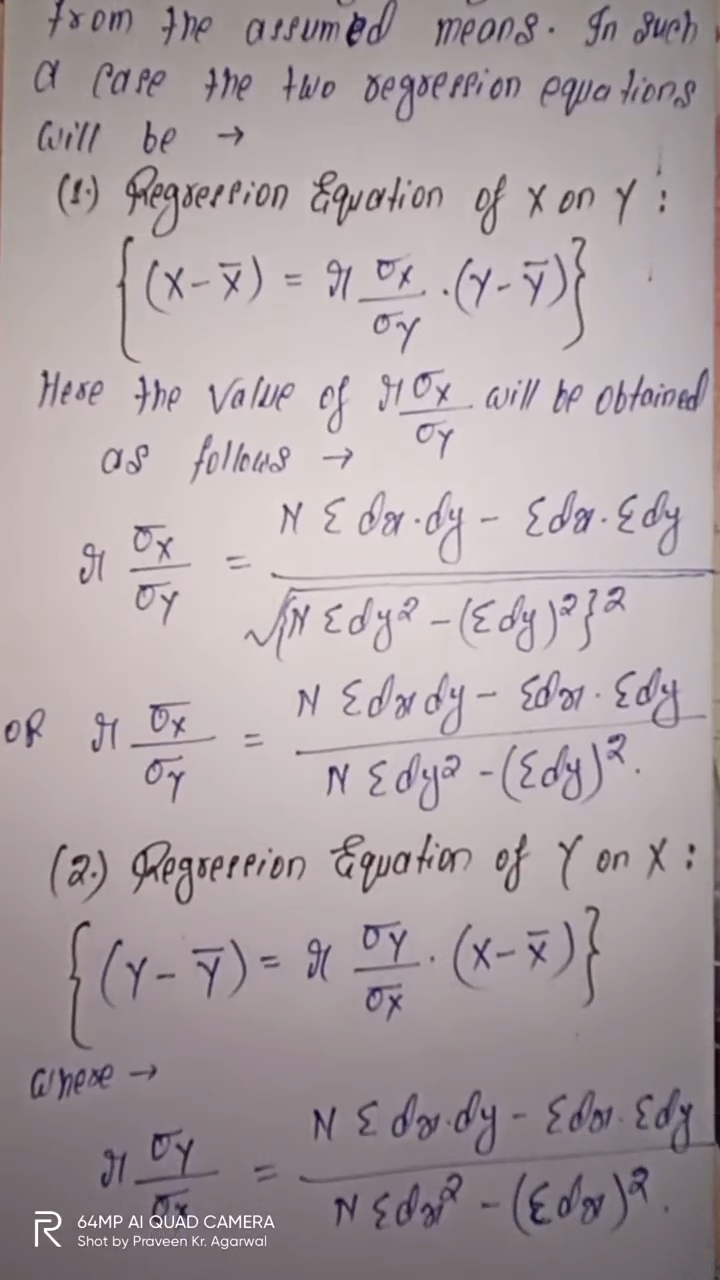 from the assumed means. In such
a case the two regression equations
will be →
(1.) Regression Equation of X on Y :
{(X - X̄) = r σx/σy . (Y - Ȳ)}
Here the value of r σx/σy will be obtained
as follows →
r σx/σy = N Σdx.dy - Σdx.Σdy / √{N Σdy² - (Σdy)²}²
OR r σx/σy = N Σdxdy - Σdx.Σdy / N Σdy² - (Σdy)².
(2.) Regression Equation of Y on X :
{(Y - Ȳ) = r σy/σx . (X - X̄)}
where →
r σy/σx = N Σdx.dy - Σdx.Σdy / N Σdx² - (Σdx)².
64MP AI QUAD CAMERA
Shot by Praveen Kr. Agarwal